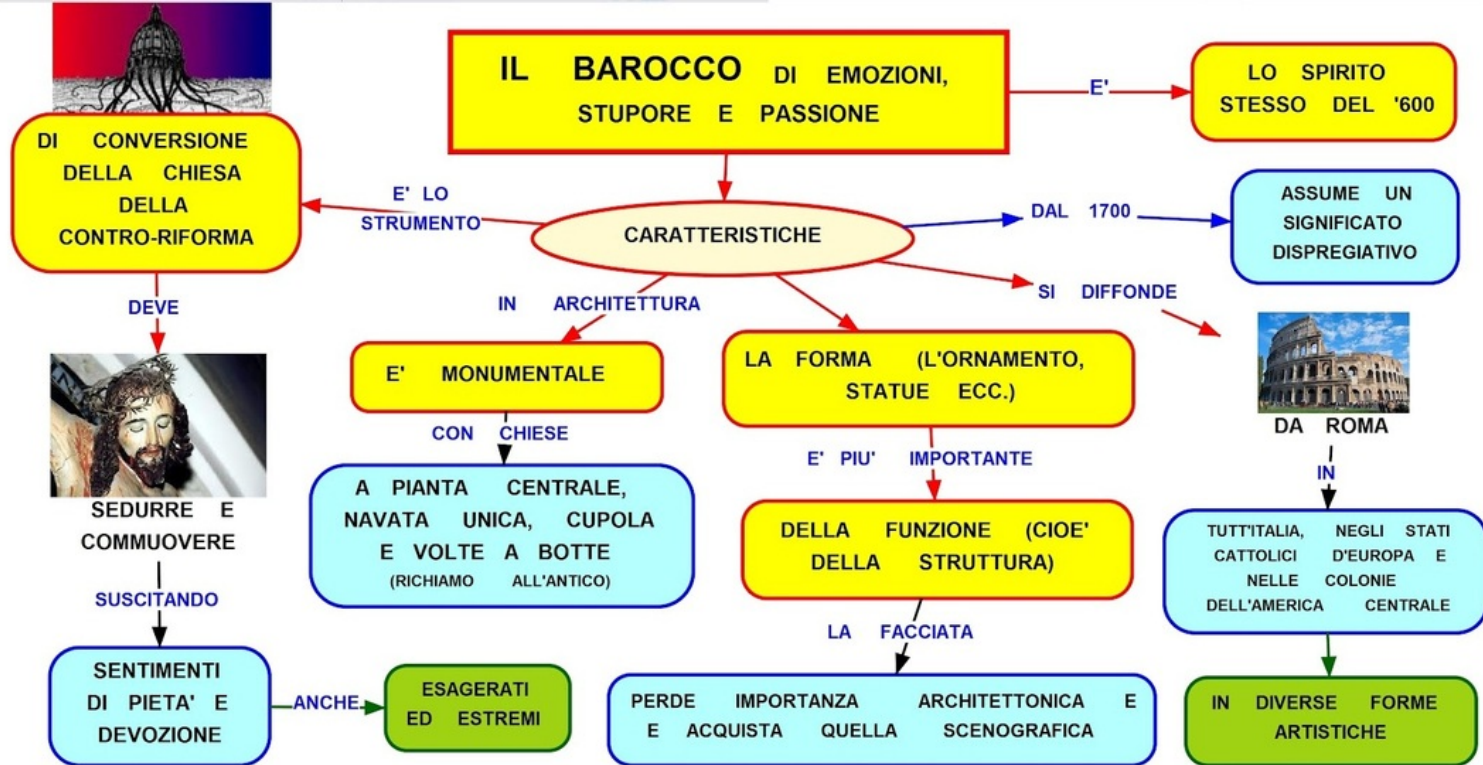 IL BAROCCO DI EMOZIONI,
STUPORE E PASSIONE
E'
LO SPIRITO
STESSO DEL '600
DI CONVERSIONE
DELLA CHIESA
DELLA
CONTRO-RIFORMA
E' LO
STRUMENTO
CARATTERISTICHE
DAL 1700
ASSUME UN
SIGNIFICATO
DISPREGIATIVO
DEVE
IN ARCHITETTURA
SI DIFFONDE
E' MONUMENTALE
LA FORMA (L'ORNAMENTO,
STATUE ECC.)
DA ROMA
CON CHIESE
E' PIU' IMPORTANTE
IN
SEDURRE E
COMMUOVERE
A PIANTA CENTRALE,
NAVATA UNICA, CUPOLA
E VOLTE A BOTTE
(RICHIAMO ALL'ANTICO)
DELLA FUNZIONE (CIOE'
DELLA STRUTTURA)
TUTT'ITALIA, NEGLI STATI
CATTOLICI D'EUROPA E
NELLE COLONIE
DELL'AMERICA CENTRALE
SUSCITANDO
LA FACCIATA
SENTIMENTI
DI PIETA' E
DEVOZIONE
ANCHE
ESAGERATI
ED ESTREMI
PERDE IMPORTANZA ARCHITETTONICA E
E ACQUISTA QUELLA SCENOGRAFICA
IN DIVERSE FORME
ARTISTICHE